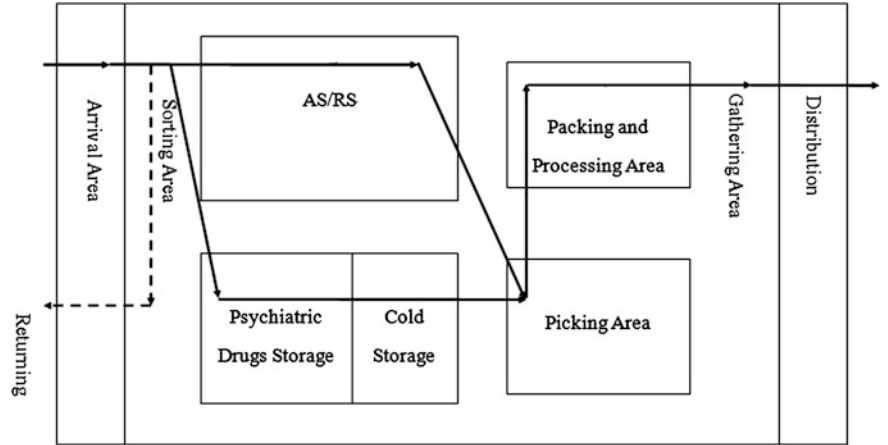 Arrival Area
Sorting Area
AS/RS
Packing and
Processing Area
Gathering Area
Distribution
Returning
Psychiatric
Drugs Storage
Cold
Storage
Picking Area